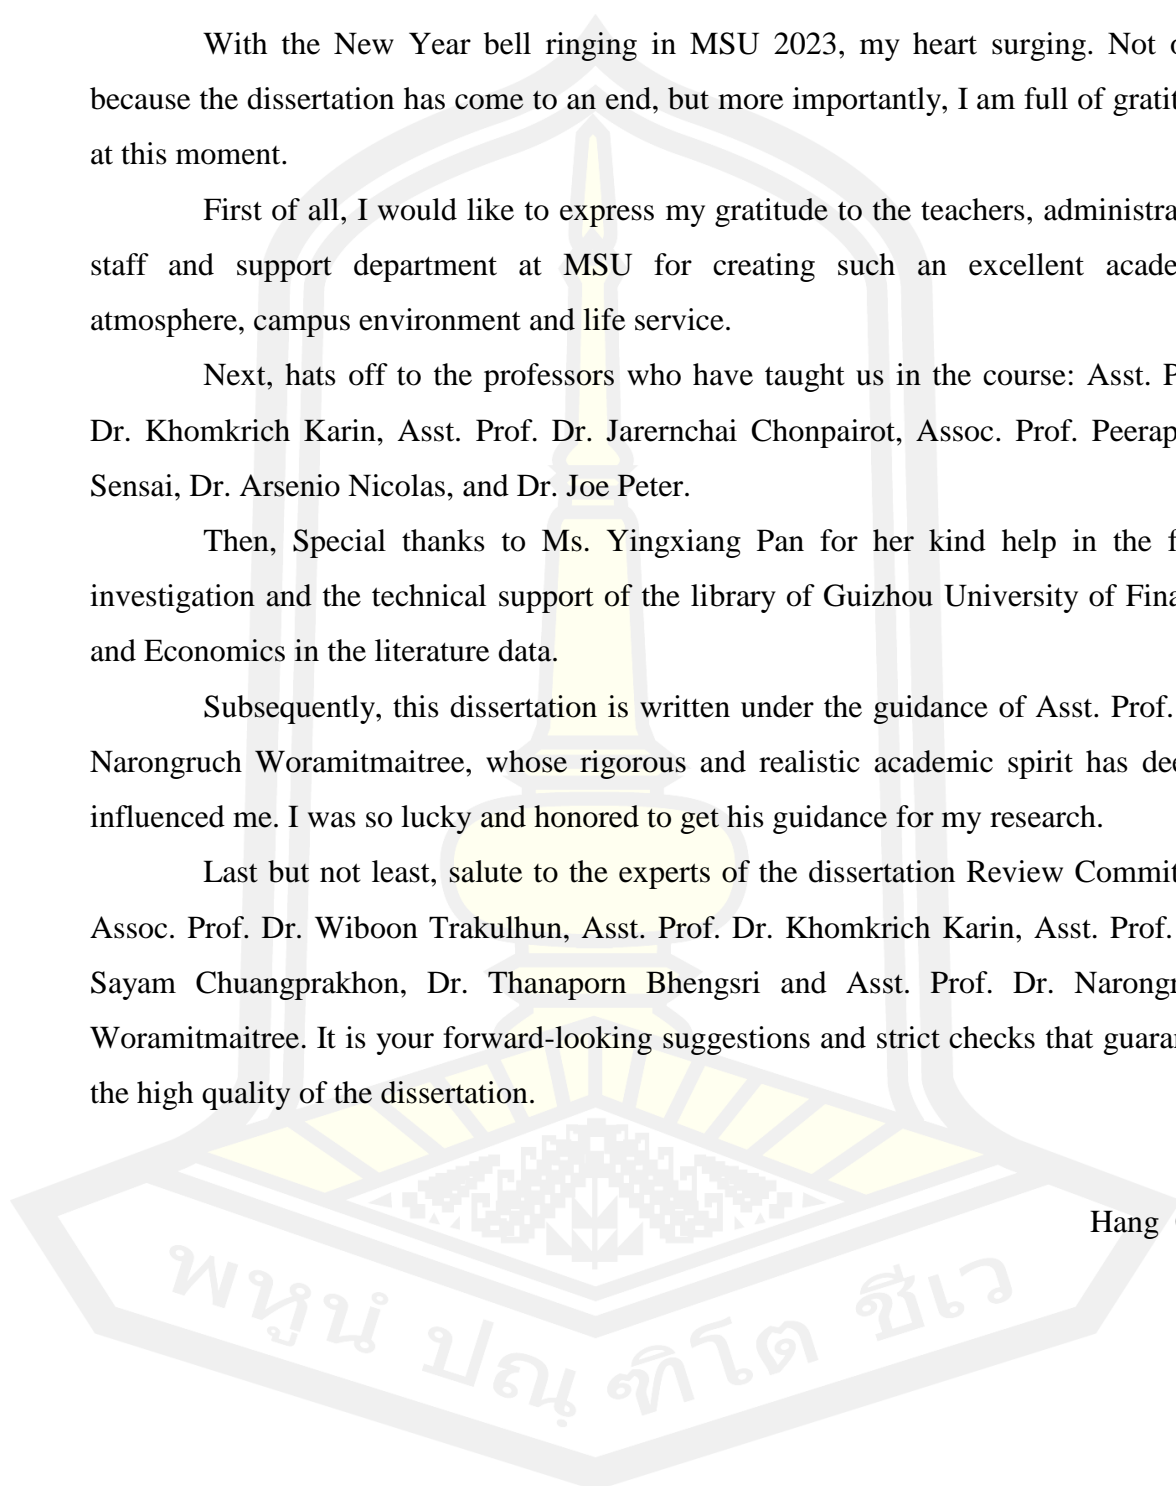 With the New Year bell ringing in MSU 2023, my heart surging. Not
because the dissertation has come to an end, but more importantly, I am full of
at this moment.
First of all, I would like to express my gratitude to the teachers,
staff and support department at MSU for creating such an excellent
atmosphere, campus environment and life service.
Next, hats off to the professors who have taught us in the course: Asst.
Dr. Khomkrich Karin, Asst. Prof. Dr. Jarernchai Chonpairot, Assoc. Prof.
Sensai, Dr. Arsenio Nicolas, and Dr. Joe Peter.
Then, Special thanks to Ms. Yingxiang Pan for her kind help in the
investigation and the technical support of the library of Guizhou University of
and Economics in the literature data.
Subsequently, this dissertation is written under the guidance of Asst. Prof.
Narongruch Woramitmaitree, whose rigorous and realistic academic spirit has
influenced me. I was so lucky and honored to get his guidance for my research.
Last but not least, salute to the experts of the dissertation Review
Assoc. Prof. Dr. Wiboon Trakulhun, Asst. Prof. Dr. Khomkrich Karin, Asst. Prof.
Sayam Chuangprakhon, Dr. Thanaporn Bhengsri and Asst. Prof. Dr.
Woramitmaitree. It is your forward-looking suggestions and strict checks that
the high quality of the dissertation.
Hang
พหูนํ ปณฺฑิโต ชีเว